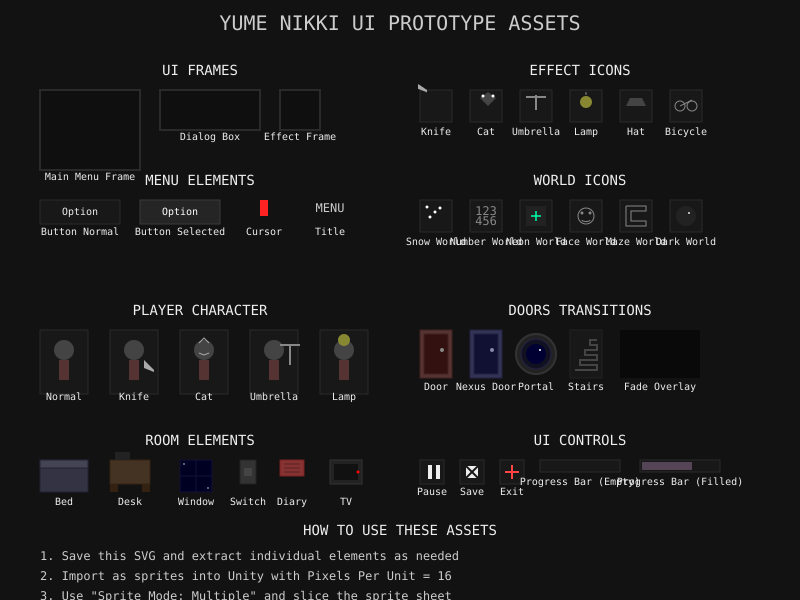 YUME NIKKI UI PROTOTYPE ASSETS
UI FRAMES
Main Menu Frame
Dialog Box
Effect Frame
EFFECT ICONS
Knife Cat Umbrella Lamp Hat Bicycle
MENU ELEMENTS
Option Option MENU
Button Normal Button Selected Cursor Title
WORLD ICONS
123
456
Snow World Number World Neon World Face World Maze World Dark World
PLAYER CHARACTER
Normal Knife Cat Umbrella Lamp
DOORS TRANSITIONS
Door Nexus Door Portal Stairs Fade Overlay
ROOM ELEMENTS
Bed Desk Window Switch Diary TV
UI CONTROLS
Pause Save Exit Progress Bar (Empty) Progress Bar (Filled)
HOW TO USE THESE ASSETS
1. Save this SVG and extract individual elements as needed
2. Import as sprites into Unity with Pixels Per Unit = 16
3. Use "Sprite Mode: Multiple" and slice the sprite sheet